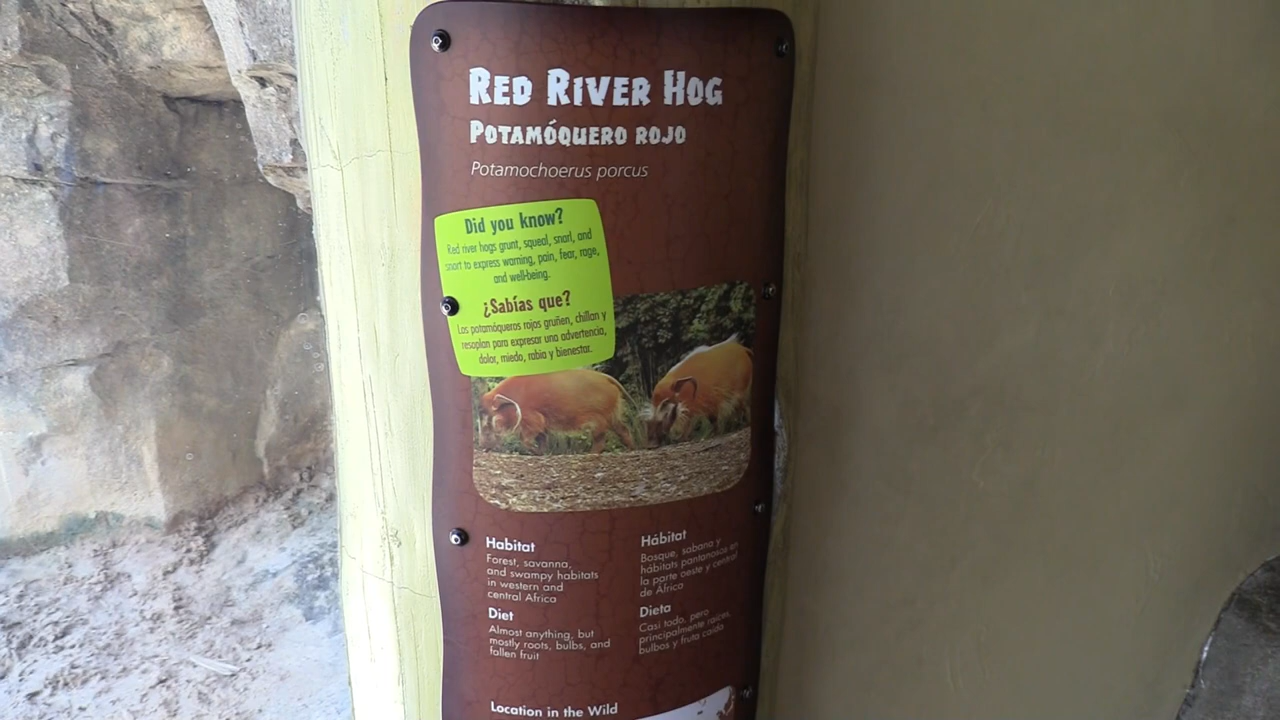 RED RIVER HOG
POTAMÓQUERO ROJO
Potamochoerus porcus
Did you know?
Red river hogs grunt, squeal, snarl, and
snort to express warning, pain, fear, rage,
and well-being.
¿Sabías que?
Los potamóqueros rojos gruñen, chillan y
resoplan para expresar una advertencia,
dolor, miedo, rabia y bienestar.
Habitat
Forest, savanna,
and swampy habitats
in western and
central Africa
Diet
Almost anything, but
mostly roots, bulbs, and
fallen fruit
Hábitat
Bosque, sabana y
hábitats pantanosos en
la parte oeste y central
de África
Dieta
Casi todo, pero
principalmente raíces,
bulbos y fruta caída
Location in the Wild